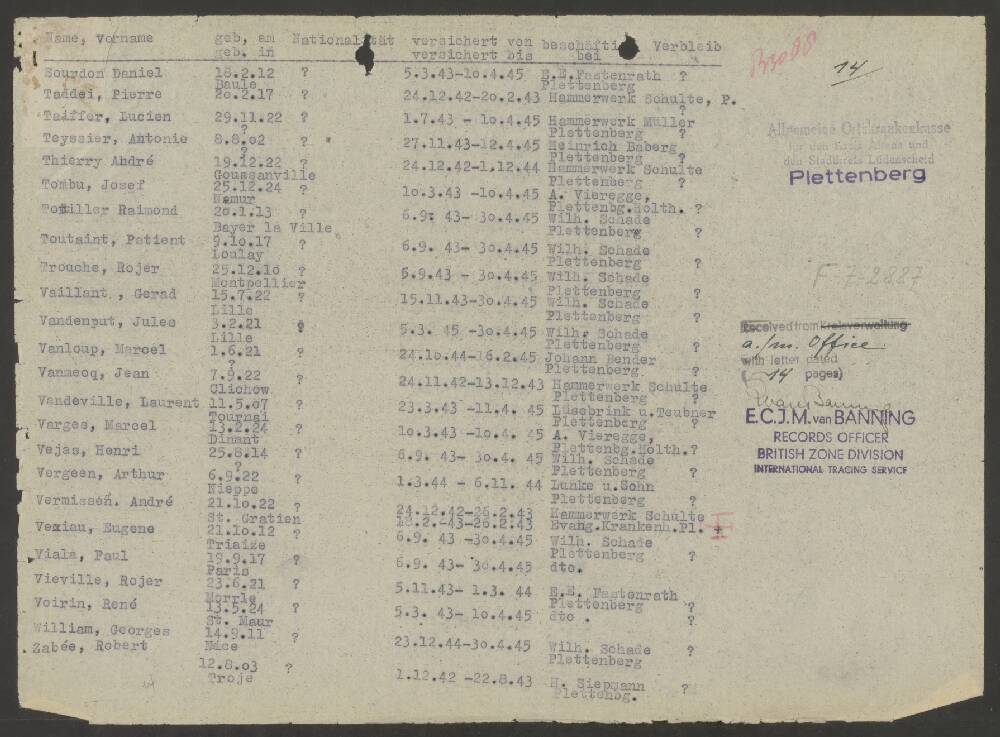 Name, Vorname geb, am Nationalität versichert von beschäftigt Verbleib
geb. in versichert bis bei
Sourdon Daniel 18.2.12 ? 5.3.43-10.4.45 E.E.Fastenrath ?
Baule Plettenberg
Taddei, Pierre 20.2.17 ? 24.12.42-20.2.43 Hammerwerk Schulte, P.
?
Taiffer, Lucien 29.11.22 ? 1.7.43 - 10.4.45 Hammerwerk Müller
? Plettenberg ?
Teyssier, Antonie 8.8.02 ? 27.11.43-12.4.45 Heinrich Baberg
? Plettenberg ?
Thierry André 19.12.22 ? 24.12.42-1.12.44 Hammerwerk Schulte
Goussanville Plettenberg ?
Tombu, Josef 25.12.24 ? 10.3.43 -10.4.45 A. Vieregge,
Namur Plettenbg.Holth. ?
Raimond 20.1.13 ? 6.9. 43- 30.4.45 Wilh. Schade
Bayer la Ville Plettenberg ?
Toutaint, Patient 9.10.17 ? 6.9. 43- 30.4.45 Wilh. Schade
Loulay Plettenberg ?
Trouche, Rojer 25.12.10 ? 6.9.43 - 30.4.45 Wilh. Schade
Montpellier Plettenberg ?
Vaillant , Gerad 15.7.22 ? 15.11.43-30.4.45 Wilh. Schade
Lille Plettenberg ?
Vandenput, Jules 3.2.21 ? 5.3. 45 -30.4.45 Wilh. Schade
Lille Plettenberg ?
Vanloup, Marcel 1.6.21 ? 24.10.44-16.2.45 Johann Bender
? Plettenberg. ?
Vanmecq, Jean 7.9.22 ? 24.11.42-13.12.43 Hammerwerk Schulte
Clichow Plettenberg ?
Vandeville, Laurent 11.5.07 ? 23.3.43 -11.4. 45 Lüsebrink u.Teubner
Tournai Plettenberg ?
Varges, Marcel 13.2.24 ? 10.3.43 -10.4. 45 A. Vieregge,
Dinant Plettenbg.Holth.?
Vejas, Henri 25.8.14 ? 6.9. 43- 30.4. 45 Wilh. Schade
? Plettenberg ?
Vergeen, Arthur 6.9.22 ? 1.3.44 - 6.11. 44 Lunke u.Sohn
Nieppe Plettenberg ?
Vermissen. André 21.10.22 ? 24.12.42-26.2.43 Hammerwerk Schulte
St. Gratien 18.2.-43-26.2.43 Evang.Krankenh.Pl. +
Vexiau, Eugene 21.10.12 ? 6.9. 43 -30.4.45 Wilh. Schade
Triaize Plettenberg ?
Viala, Paul 19.9.17 ? 6.9. 43- 30.4.45 dto.
Paris
Vieville, Rojer 23.6.21 ? 5.11.43- 1.3. 44 E.E. Fastenrath
Morrle Plettenberg ?
Voirin, René 13.5.24 ? 5.3. 43- 10.4.45 dto . ?
St. Maur
William, Georges 14.9.11 ? 23.12.44-30.4.45 Wilh. Schade ?
Nice Plettenberg
Zabée, Robert 12.8.03 ? 1.12.42 -22.8.43 H. Siepmann ?
Troje Plettenbg.
14
Allgemeine Ortskrankenkasse
für den Kreis Altena und
den Stadtkreis Lüdenscheid
Plettenberg
F 7-2887
Received from Kreisverwaltung
a./m. Office
with letter dated
(14 pages)
E.C.J.M. van BANNING
RECORDS OFFICER
BRITISH ZONE DIVISION
INTERNATIONAL TRACING SERVICE